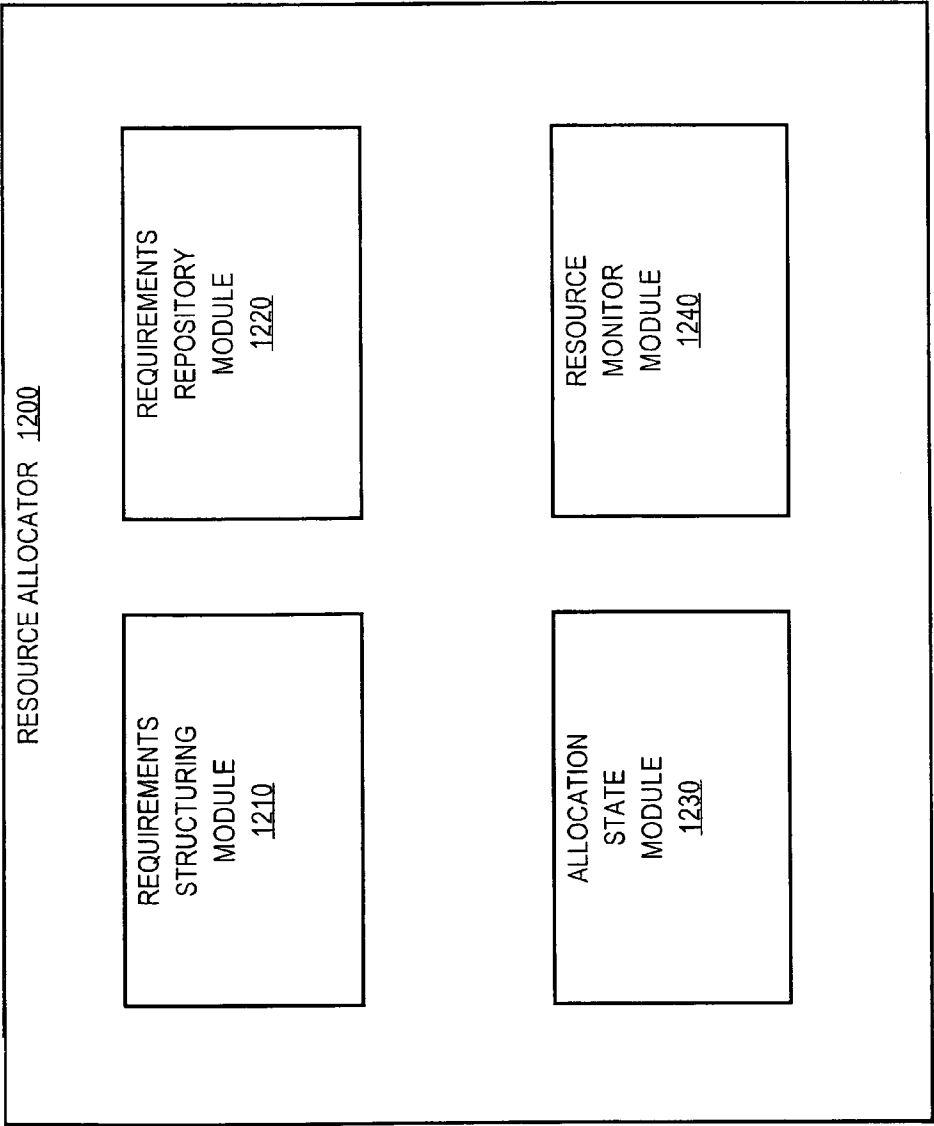 RESOURCE ALLOCATOR 1200
REQUIREMENTS
STRUCTURING
MODULE
1210
REQUIREMENTS
REPOSITORY
MODULE
1220
ALLOCATION
STATE
MODULE
1230
RESOURCE
MONITOR
MODULE
1240